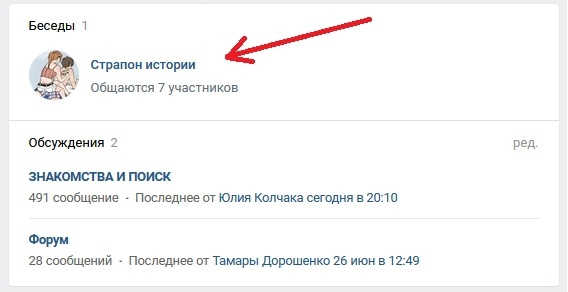 Беседы 1
Страпон истории
Общаются 7 участников
Обсуждения 2 ред.
ЗНАКОМСТВА И ПОИСК
491 сообщение · Последнее от Юлия Колчака сегодня в 20:10
Форум
28 сообщений · Последнее от Тамары Дорошенко 26 июн в 12:49